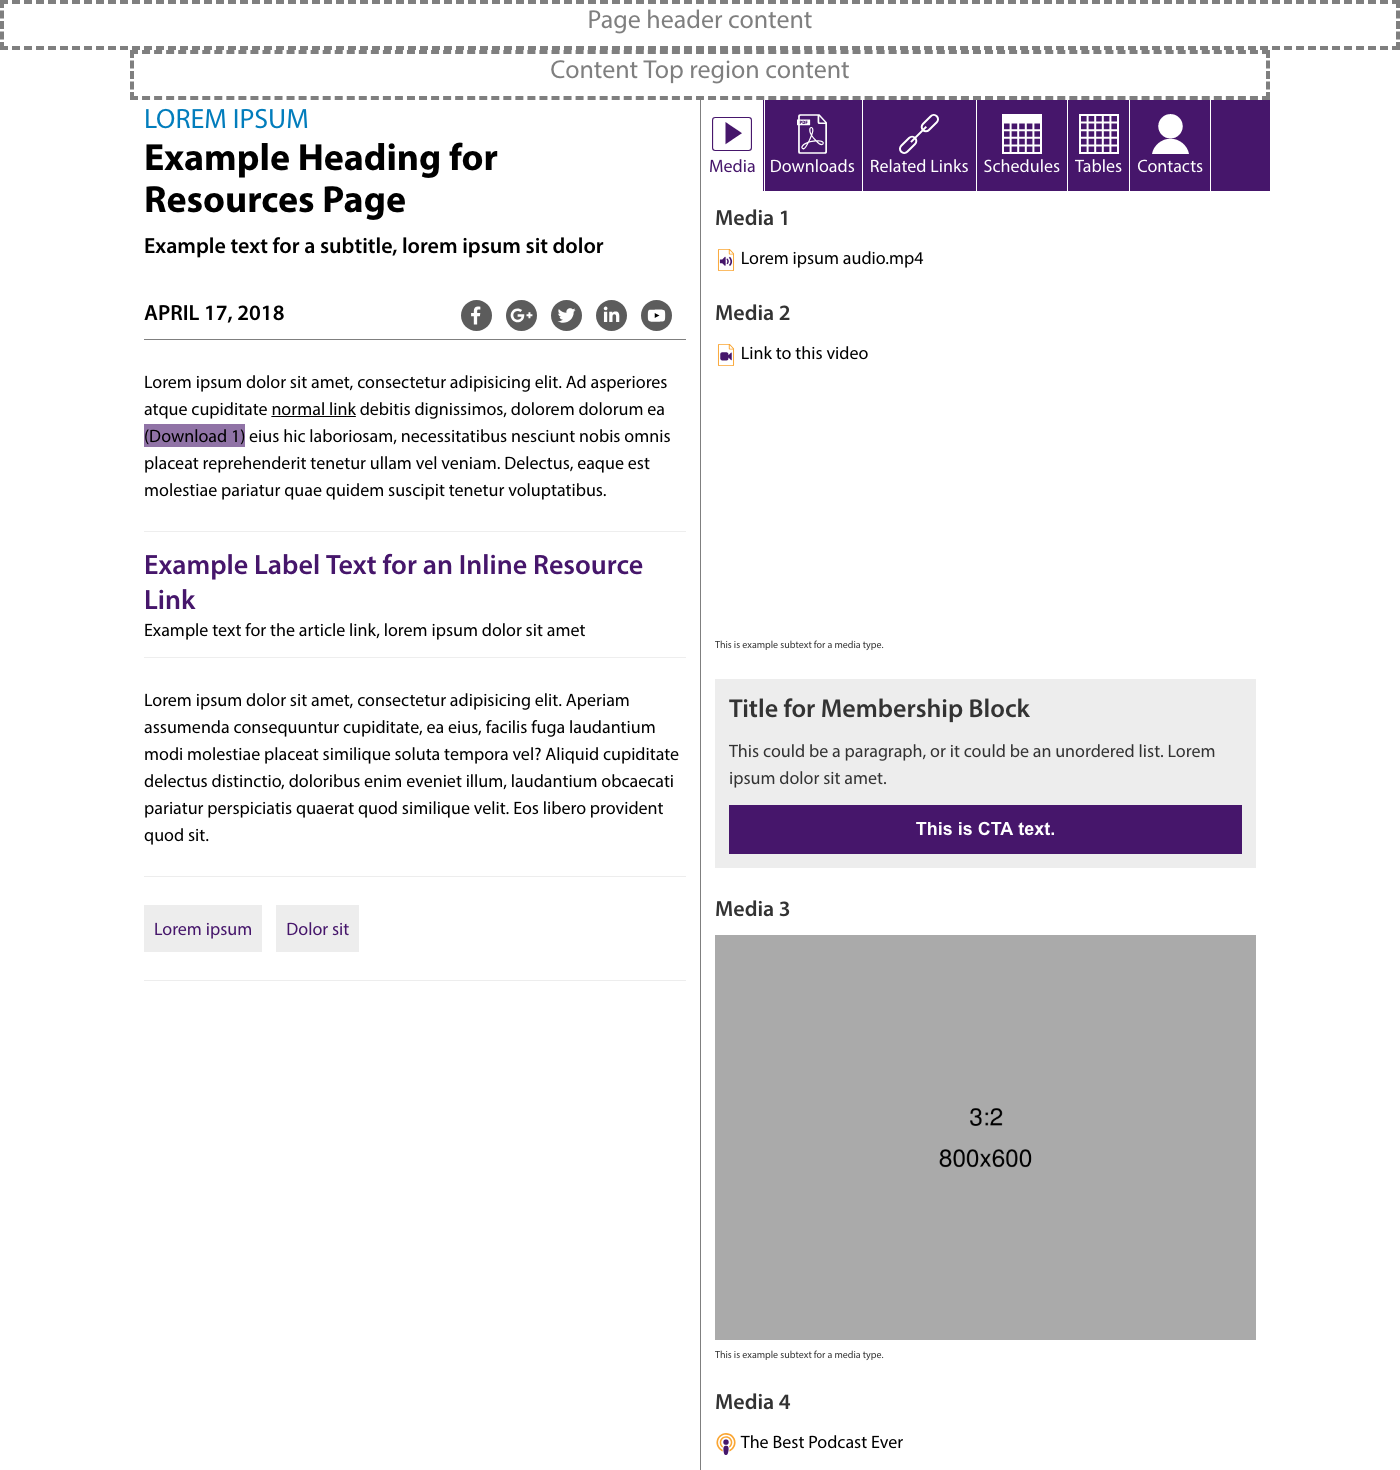 Page header content
Content Top region content
LOREM IPSUM
Example Heading for
Resources Page
Example text for a subtitle, lorem ipsum sit dolor
APRIL 17, 2018
Lorem ipsum dolor sit amet, consectetur adipisicing elit. Ad asperiores
atque cupiditate normal link debitis dignissimos, dolorem dolorum ea
(Download 1) eius hic laboriosam, necessitatibus nesciunt nobis omnis
placeat reprehenderit tenetur ullam vel veniam. Delectus, eaque est
molestiae pariatur quae quidem suscipit tenetur voluptatibus.
Example Label Text for an Inline Resource
Link
Example text for the article link, lorem ipsum dolor sit amet
Lorem ipsum dolor sit amet, consectetur adipisicing elit. Aperiam
assumenda consequuntur cupiditate, ea eius, facilis fuga laudantium
modi molestiae placeat similique soluta tempora vel? Aliquid cupiditate
delectus distinctio, doloribus enim eveniet illum, laudantium obcaecati
pariatur perspiciatis quaerat quod similique velit. Eos libero provident
quod sit.
Lorem ipsum Dolor sit
Media Downloads Related Links Schedules Tables Contacts
Media 1
Lorem ipsum audio.mp4
Media 2
Link to this video
This is example subtext for a media type.
Title for Membership Block
This could be a paragraph, or it could be an unordered list. Lorem
ipsum dolor sit amet.
This is CTA text.
Media 3
3:2
800x600
This is example subtext for a media type.
Media 4
The Best Podcast Ever